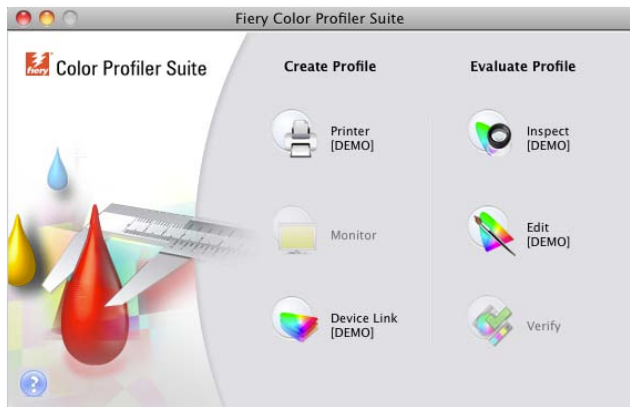 Fiery Color Profiler Suite
fiery Color Profiler Suite
Create Profile
Printer
[DEMO]
Monitor
Device Link
[DEMO]
Evaluate Profile
Inspect
[DEMO]
Edit
[DEMO]
Verify
?